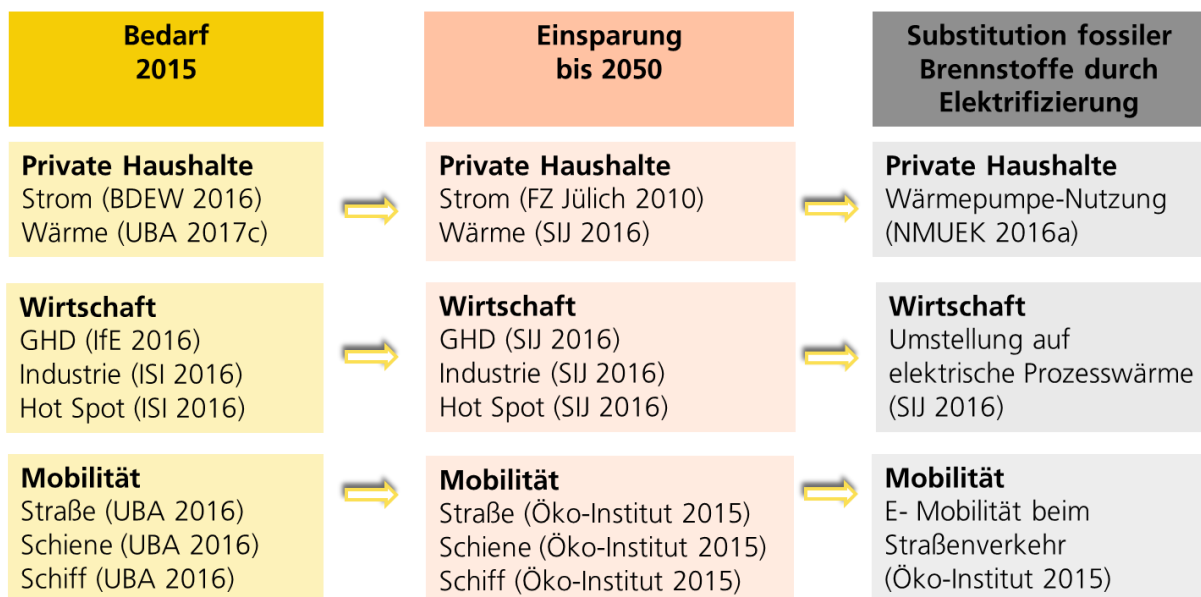 Bedarf
2015
Einsparung
bis 2050
Substitution fossiler
Brennstoffe durch
Elektrifizierung
Private Haushalte
Strom (BDEW 2016)
Wärme (UBA 2017c)
Private Haushalte
Strom (FZ Jülich 2010)
Wärme (SIJ 2016)
Private Haushalte
Wärmepumpe-Nutzung
(NMUEK 2016a)
Wirtschaft
GHD (IfE 2016)
Industrie (ISI 2016)
Hot Spot (ISI 2016)
Wirtschaft
GHD (SIJ 2016)
Industrie (SIJ 2016)
Hot Spot (SIJ 2016)
Wirtschaft
Umstellung auf
elektrische Prozesswärme
(SIJ 2016)
Mobilität
Straße (UBA 2016)
Schiene (UBA 2016)
Schiff (UBA 2016)
Mobilität
Straße (Öko-Institut 2015)
Schiene (Öko-Institut 2015)
Schiff (Öko-Institut 2015)
Mobilität
E- Mobilität beim
Straßenverkehr
(Öko-Institut 2015)